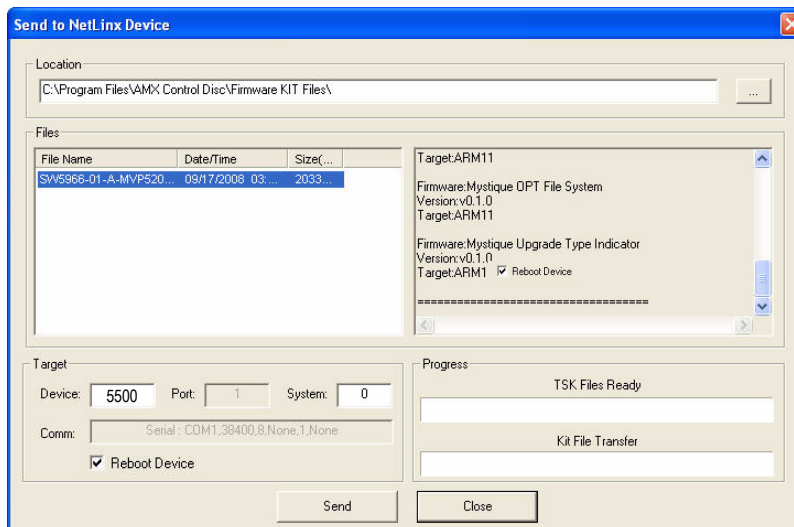 Send to NetLinx Device
Location
C:\Program Files\AMX Control Disc\Firmware KIT Files\
...
Files
File Name Date/Time Size(...
SW5966-01-A-MVP520... 09/17/2008 03:... 2033...
Target:ARM11
Firmware:Mystique OPT File System
Version:v0.1.0
Target:ARM11
Firmware:Mystique Upgrade Type Indicator
Version:v0.1.0
Target:ARM1 Reboot Device
===================================
Target
Device: 5500 Port: 1 System: 0
Comm: Serial : COM1,38400,8,None,1,None
Reboot Device
Progress
TSK Files Ready
Kit File Transfer
Send Close